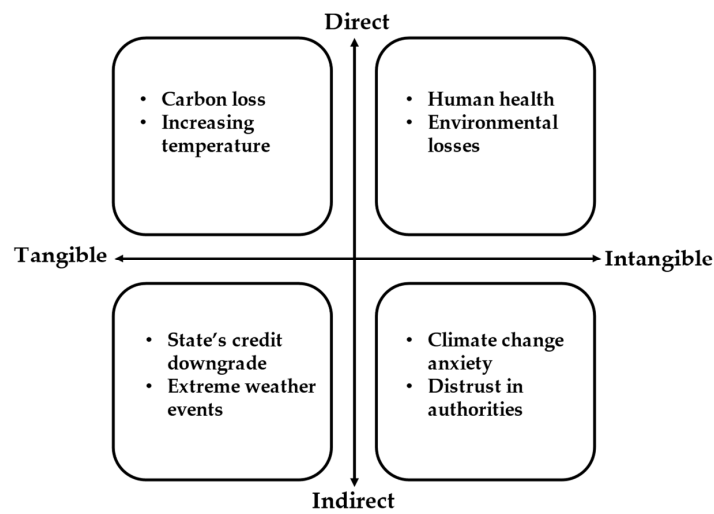 Direct
• Carbon loss
• Increasing
temperature
• Human health
• Environmental
losses
Tangible
Intangible
• State’s credit
downgrade
• Extreme weather
events
• Climate change
anxiety
• Distrust in
authorities
Indirect